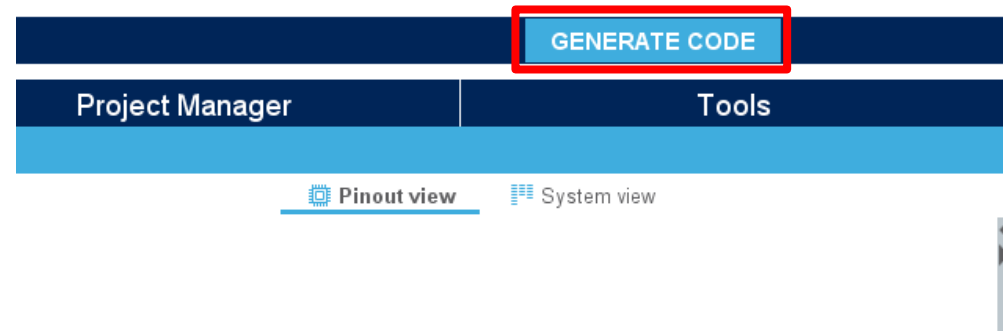 GENERATE CODE
Project Manager Tools
Pinout view System view